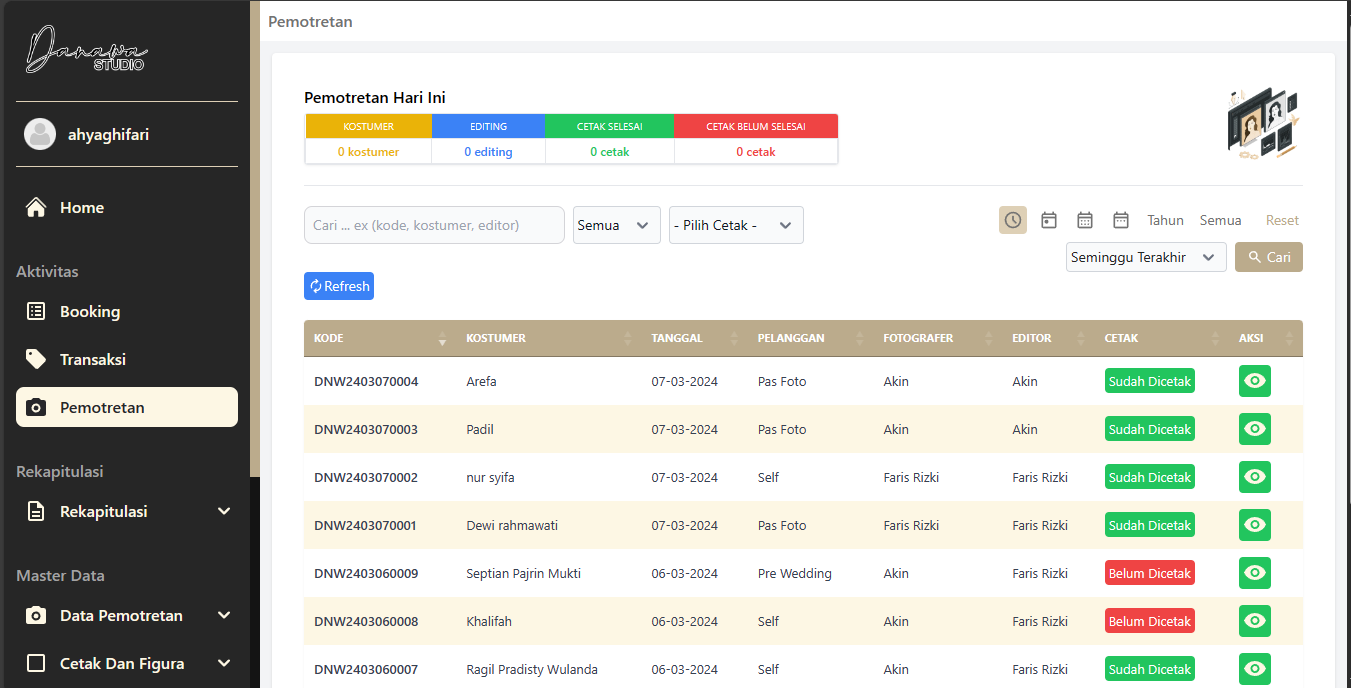 Danawa
STUDIO
ahyaghifari
Home
Aktivitas
Booking
Transaksi
Pemotretan
Rekapitulasi
Rekapitulasi
Master Data
Data Pemotretan
Cetak Dan Figura
Pemotretan
Pemotretan Hari Ini
KOSTUMER EDITING CETAK SELESAI CETAK BELUM SELESAI
0 kostumer 0 editing 0 cetak 0 cetak
Cari ... ex (kode, kostumer, editor) Semua - Pilih Cetak - Tahun Semua Reset
Seminggu Terakhir Cari
Refresh
KODE KOSTUMER TANGGAL PELANGGAN FOTOGRAFER EDITOR CETAK AKSI
DNW2403070004 Arefa 07-03-2024 Pas Foto Akin Akin Sudah Dicetak
DNW2403070003 Padil 07-03-2024 Pas Foto Akin Akin Sudah Dicetak
DNW2403070002 nur syifa 07-03-2024 Self Faris Rizki Faris Rizki Sudah Dicetak
DNW2403070001 Dewi rahmawati 07-03-2024 Pas Foto Faris Rizki Faris Rizki Sudah Dicetak
DNW2403060009 Septian Pajrin Mukti 06-03-2024 Pre Wedding Akin Faris Rizki Belum Dicetak
DNW2403060008 Khalifah 06-03-2024 Self Akin Faris Rizki Belum Dicetak
DNW2403060007 Ragil Pradisty Wulanda 06-03-2024 Self Akin Faris Rizki Sudah Dicetak